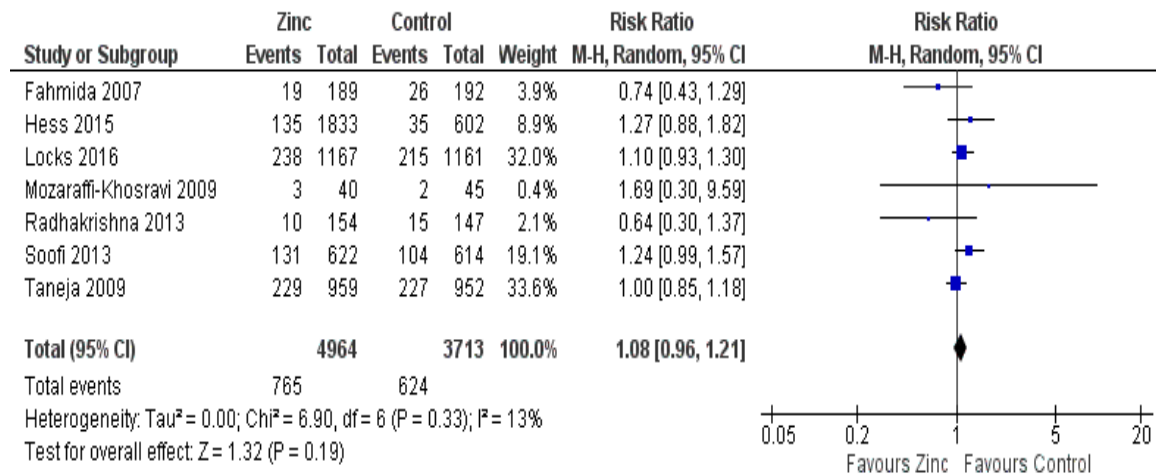 Zinc Control Risk Ratio Risk Ratio
Study or Subgroup Events Total Events Total Weight M-H, Random, 95% CI M-H, Random, 95% CI
Fahmida 2007 19 189 26 192 3.9% 0.74 [0.43, 1.29]
Hess 2015 135 1833 35 602 8.9% 1.27 [0.88, 1.82]
Locks 2016 238 1167 215 1161 32.0% 1.10 [0.93, 1.30]
Mozaraffi-Khosravi 2009 3 40 2 45 0.4% 1.69 [0.30, 9.59]
Radhakrishna 2013 10 154 15 147 2.1% 0.64 [0.30, 1.37]
Soofi 2013 131 622 104 614 19.1% 1.24 [0.99, 1.57]
Taneja 2009 229 959 227 952 33.6% 1.00 [0.85, 1.18]
Total (95% CI) 4964 3713 100.0% 1.08 [0.96, 1.21]
Total events 765 624
Heterogeneity: Tau² = 0.00; Chi² = 6.90, df = 6 (P = 0.33); I² = 13%
Test for overall effect: Z = 1.32 (P = 0.19)
0.05 0.2 1 5 20
Favours Zinc Favours Control